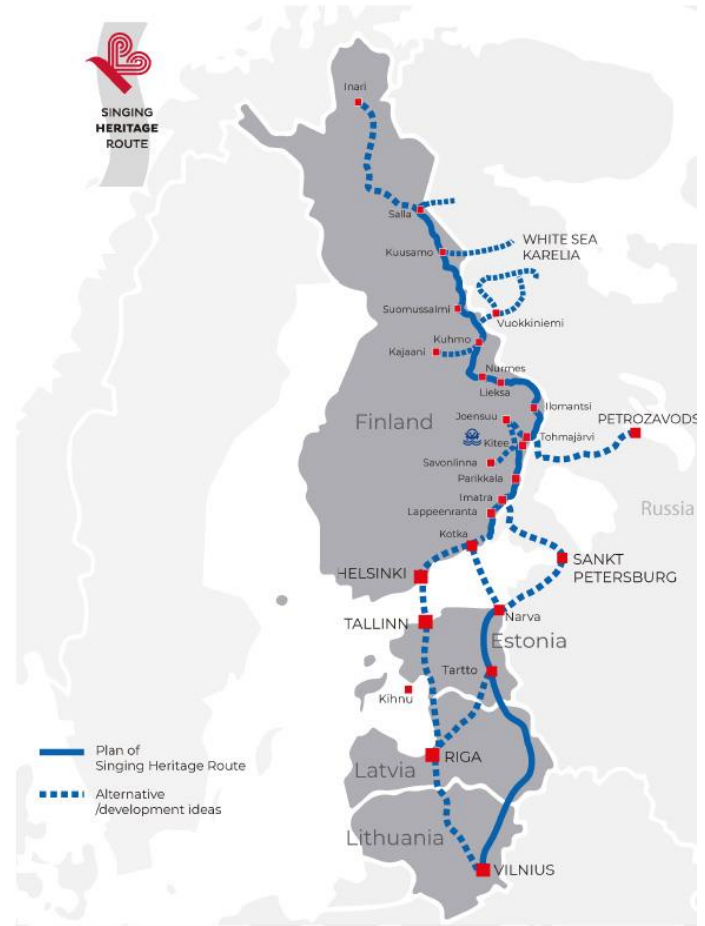 SINGING
HERITAGE
ROUTE
Inari
Salla
Kuusamo
WHITE SEA
KARELIA
Suomussalmi
Vuokkiniemi
Kuhmo
Kajaani
Nurmes
Lieksa
Ilomantsi
Joensuu
PETROZAVODS
Finland
Tohmajärvi
Kitee
Savonlinna
Parikkala
Imatra
Russia
Lappeenranta
Kotka
SANKT
PETERSBURG
HELSINKI
Narva
TALLINN
Estonia
Tartto
Kihnu
Plan of
Singing Heritage Route
RIGA
Latvia
Alternative
/development ideas
Lithuania
VILNIUS